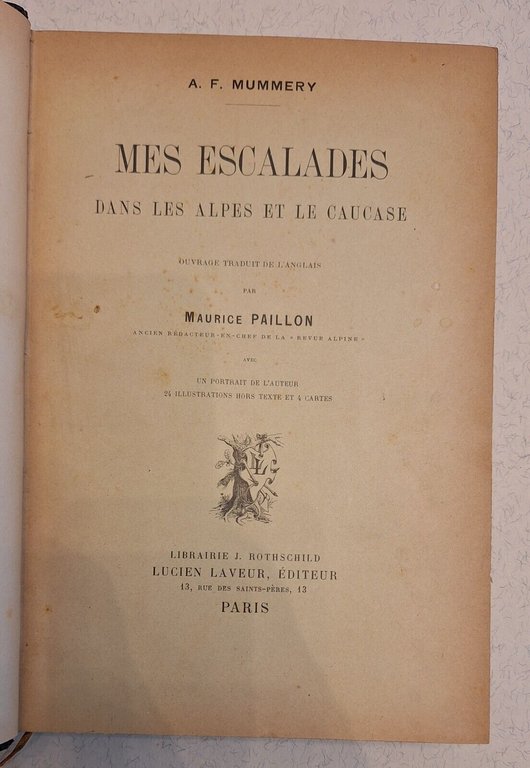 A. F. MUMMERY
MES ESCALADES
DANS LES ALPES ET LE CAUCASE
OUVRAGE TRADUIT DE L'ANGLAIS
PAR
MAURICE PAILLON
ANCIEN RÉDACTEUR-EN-CHEF DE LA « REVUE ALPINE »
AVEC
UN PORTRAIT DE L'AUTEUR
24 ILLUSTRATIONS HORS TEXTE ET 4 CARTES
LL
LIBRAIRIE J. ROTHSCHILD
LUCIEN LAVEUR, ÉDITEUR
13, RUE DES SAINTS-PÈRES, 13
PARIS